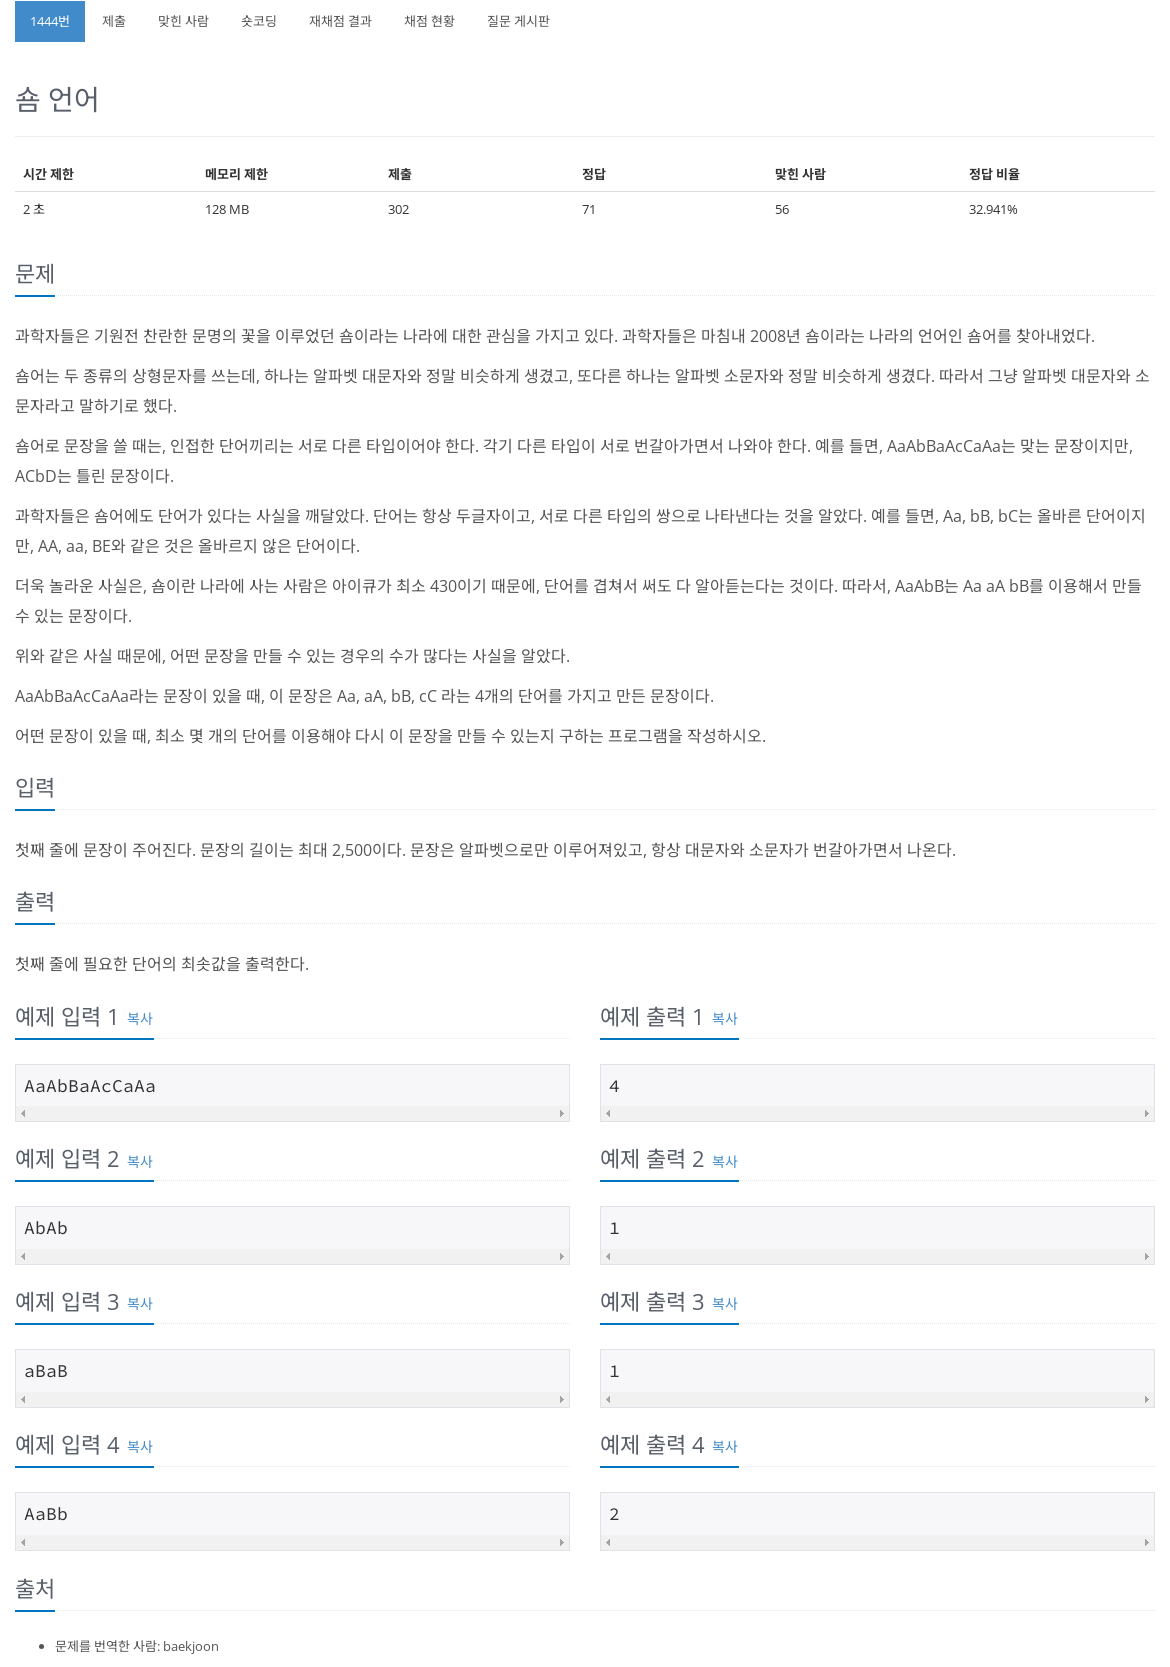 1444번 제출 맞힌 사람 숏코딩 재채점 결과 채점 현황 질문 게시판
숌 언어
시간 제한 메모리 제한 제출 정답 맞힌 사람 정답 비율
2 초 128 MB 302 71 56 32.941%
문제
과학자들은 기원전 찬란한 문명의 꽃을 이루었던 숌이라는 나라에 대한 관심을 가지고 있다. 과학자들은 마침내 2008년 숌이라는 나라의 언어인 숌어를 찾아내었다.
숌어는 두 종류의 상형문자를 쓰는데, 하나는 알파벳 대문자와 정말 비슷하게 생겼고, 또다른 하나는 알파벳 소문자와 정말 비슷하게 생겼다. 따라서 그냥 알파벳 대문자와 소
문자라고 말하기로 했다.
숌어로 문장을 쓸 때는, 인접한 단어끼리는 서로 다른 타입이어야 한다. 각기 다른 타입이 서로 번갈아가면서 나와야 한다. 예를 들면, AaAbBaAcCaAa는 맞는 문장이지만,
ACbD는 틀린 문장이다.
과학자들은 숌어에도 단어가 있다는 사실을 깨달았다. 단어는 항상 두글자이고, 서로 다른 타입의 쌍으로 나타낸다는 것을 알았다. 예를 들면, Aa, bB, bC는 올바른 단어이지
만, AA, aa, BE와 같은 것은 올바르지 않은 단어이다.
더욱 놀라운 사실은, 숌이란 나라에 사는 사람은 아이큐가 최소 430이기 때문에, 단어를 겹쳐서 써도 다 알아듣는다는 것이다. 따라서, AaAbB는 Aa aA bB를 이용해서 만들
수 있는 문장이다.
위와 같은 사실 때문에, 어떤 문장을 만들 수 있는 경우의 수가 많다는 사실을 알았다.
AaAbBaAcCaAa라는 문장이 있을 때, 이 문장은 Aa, aA, bB, cC 라는 4개의 단어를 가지고 만든 문장이다.
어떤 문장이 있을 때, 최소 몇 개의 단어를 이용해야 다시 이 문장을 만들 수 있는지 구하는 프로그램을 작성하시오.
입력
첫째 줄에 문장이 주어진다. 문장의 길이는 최대 2,500이다. 문장은 알파벳으로만 이루어져있고, 항상 대문자와 소문자가 번갈아가면서 나온다.
출력
첫째 줄에 필요한 단어의 최솟값을 출력한다.
예제 입력 1 복사 예제 출력 1 복사
AaAbBaAcCaAa 4
예제 입력 2 복사 예제 출력 2 복사
AbAb 1
예제 입력 3 복사 예제 출력 3 복사
aBaB 1
예제 입력 4 복사 예제 출력 4 복사
AaBb 2
출처
문제를 번역한 사람: baekjoon